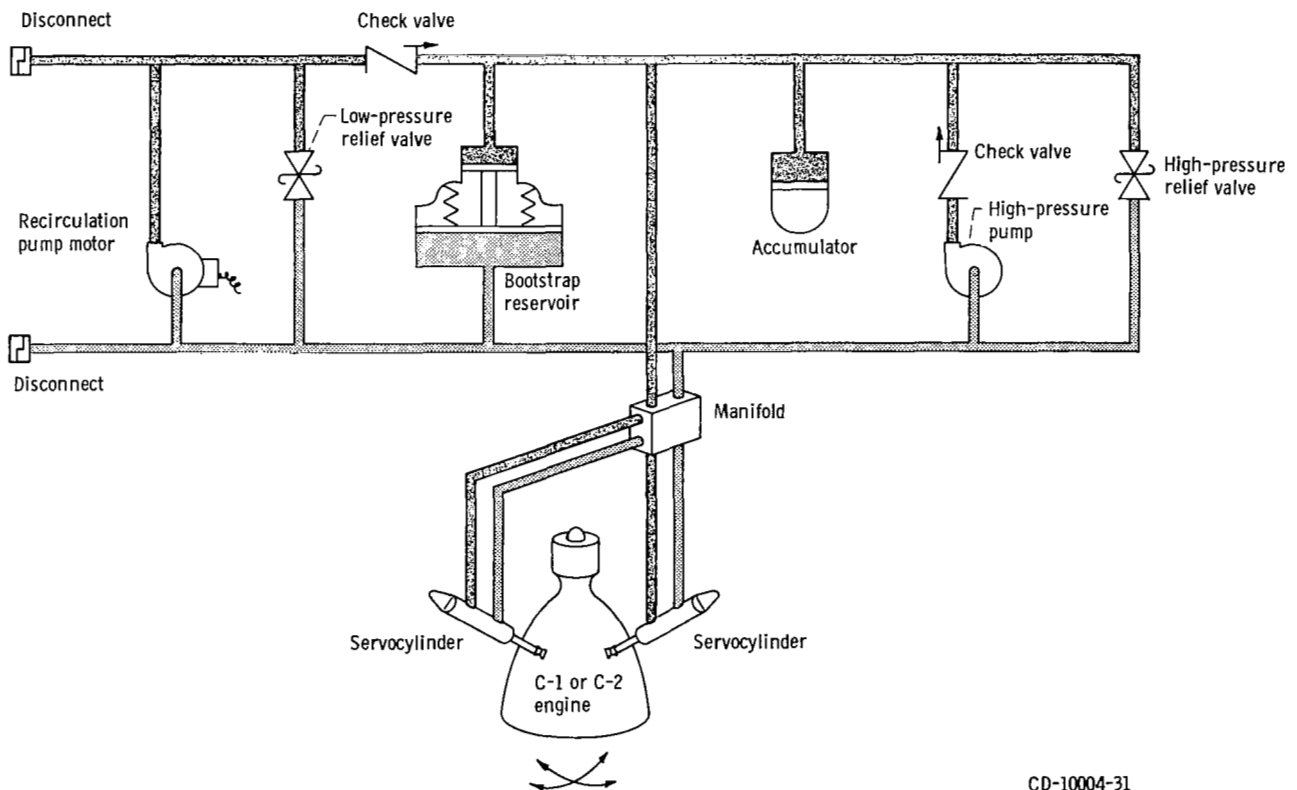 Disconnect
Check valve
Low-pressure
relief valve
Check valve
High-pressure
relief valve
Recirculation
pump motor
High-pressure
pump
Accumulator
Bootstrap
reservoir
Disconnect
Manifold
Servocylinder
Servocylinder
C-1 or C-2
engine
CD-10004-31